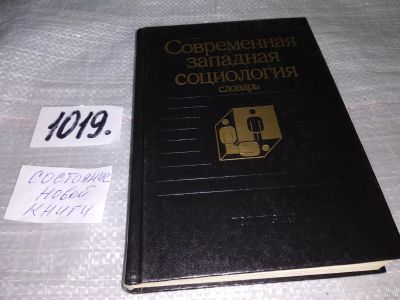 Современная
западная
социология
словарь
1019.
состояние
новой
книги